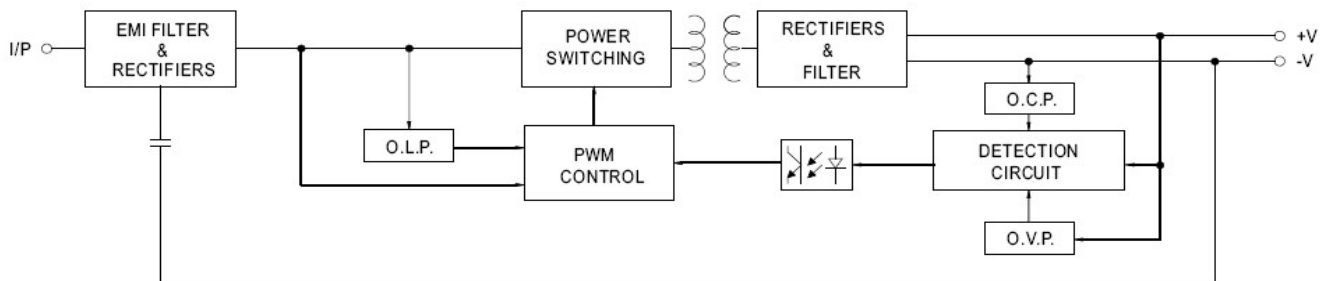 I/P
EMI FILTER
&
RECTIFIERS
POWER
SWITCHING
RECTIFIERS
&
FILTER
+V
-V
O.C.P.
O.L.P.
PWM
CONTROL
DETECTION
CIRCUIT
O.V.P.